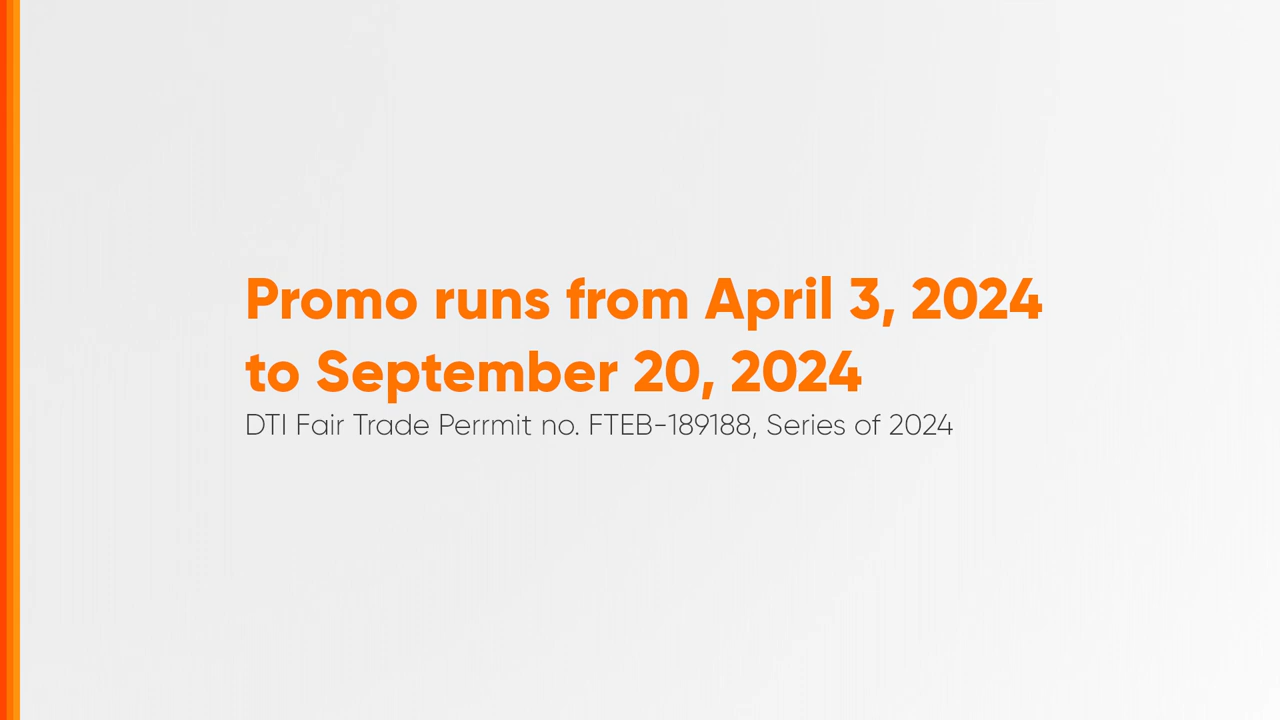 Promo runs from April 3, 2024
to September 20, 2024
DTI Fair Trade Perrmit no. FTEB-189188, Series of 2024